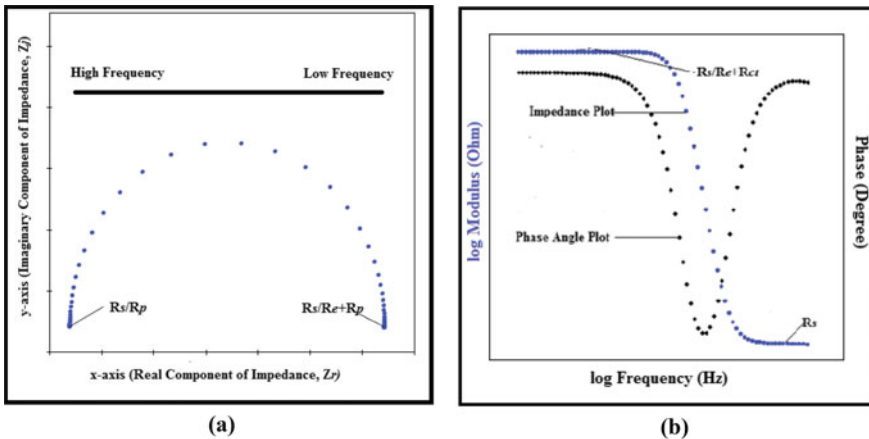 y-axis (Imaginary Component of Impedance, Zj)
High Frequency
Low Frequency
Rs/Rp
Rs/Re+Rp
x-axis (Real Component of Impedance, Zr)
(a)
log Modulus (Ohm)
Rs/Re+Rct
Impedance Plot
Phase Angle Plot
Rs
Phase (Degree)
log Frequency (Hz)
(b)